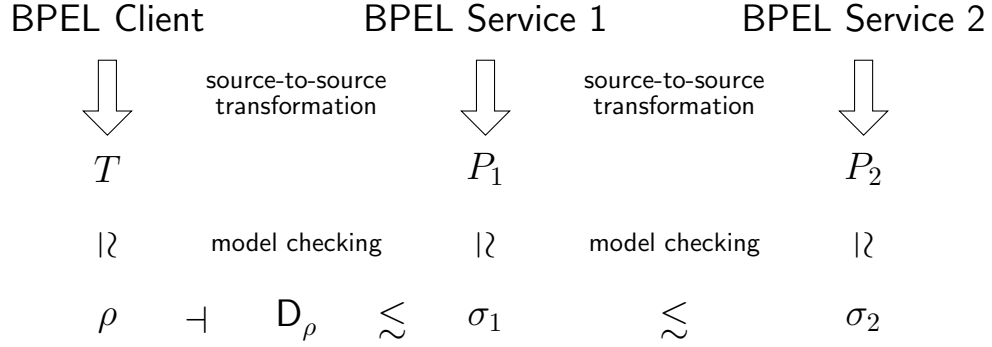 BPEL Client BPEL Service 1 BPEL Service 2
source-to-source transformation source-to-source transformation
T P₁ P₂
≀ model checking ≀ model checking ≀
ρ ⊣ D_ρ ≲ σ₁ ≲ σ₂